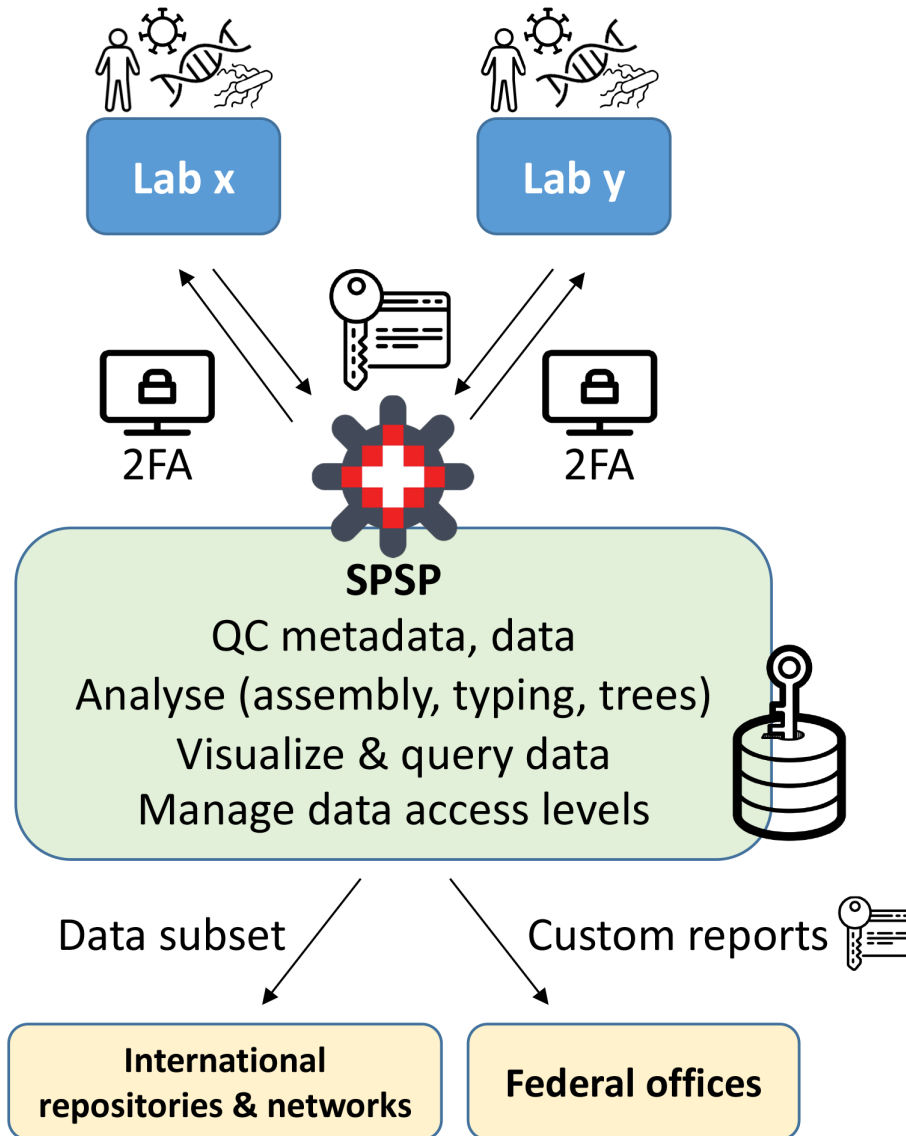 Lab x
Lab y
2FA
2FA
SPSP
QC metadata, data
Analyse (assembly, typing, trees)
Visualize & query data
Manage data access levels
Data subset
Custom reports
International
repositories & networks
Federal offices